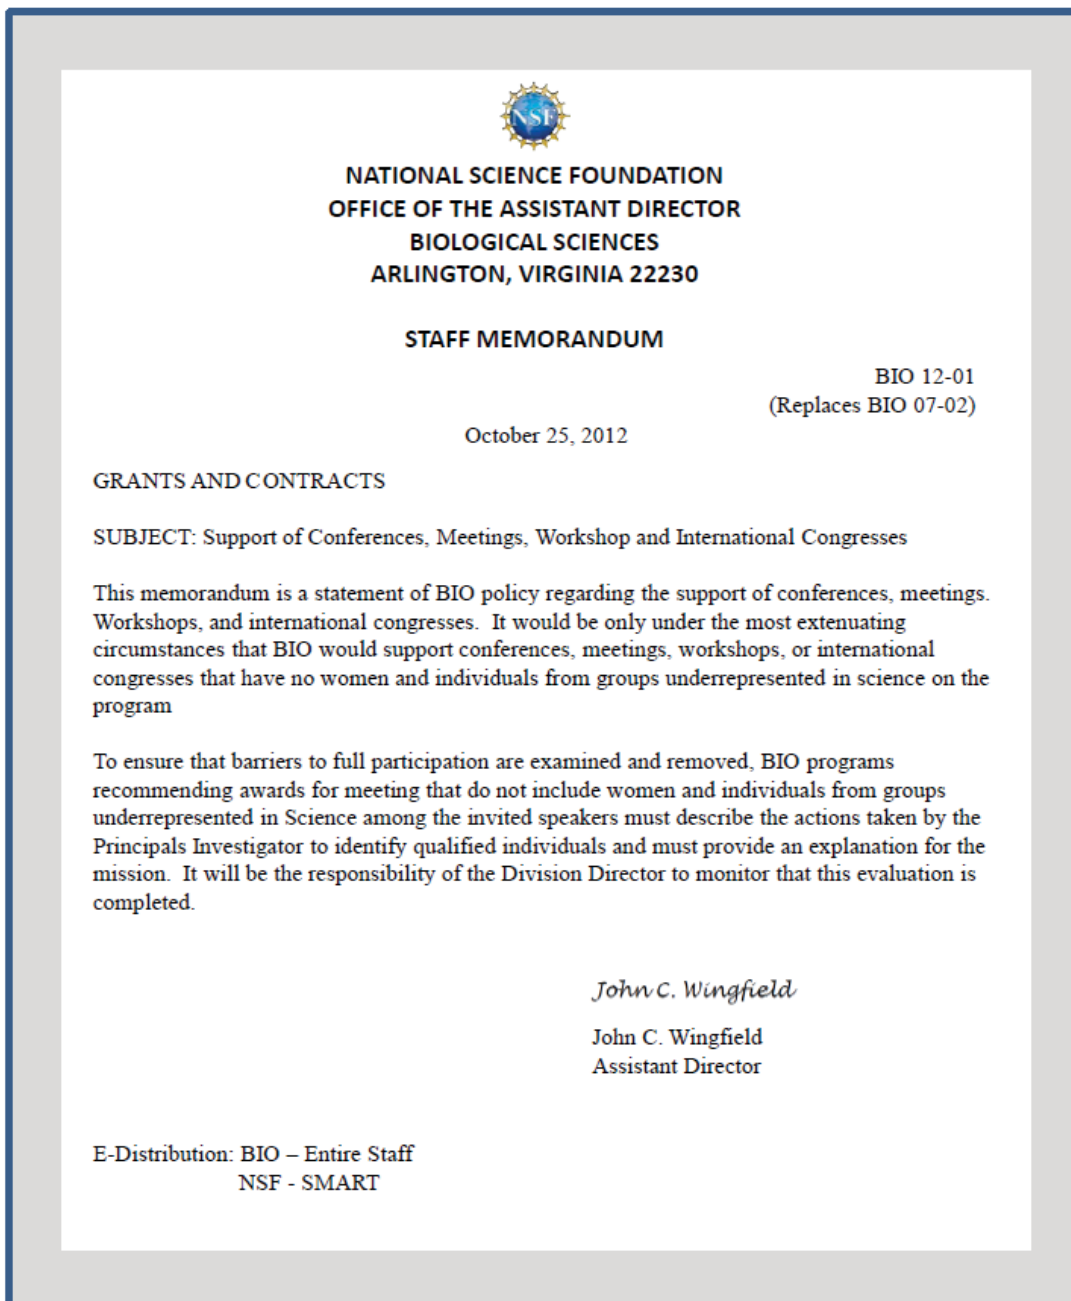 NSF
NATIONAL SCIENCE FOUNDATION
OFFICE OF THE ASSISTANT DIRECTOR
BIOLOGICAL SCIENCES
ARLINGTON, VIRGINIA 22230
STAFF MEMORANDUM
BIO 12-01
(Replaces BIO 07-02)
October 25, 2012
GRANTS AND CONTRACTS
SUBJECT: Support of Conferences, Meetings, Workshop and International Congresses
This memorandum is a statement of BIO policy regarding the support of conferences, meetings.
Workshops, and international congresses.  It would be only under the most extenuating
circumstances that BIO would support conferences, meetings, workshops, or international
congresses that have no women and individuals from groups underrepresented in science on the
program
To ensure that barriers to full participation are examined and removed, BIO programs
recommending awards for meeting that do not include women and individuals from groups
underrepresented in Science among the invited speakers must describe the actions taken by the
Principals Investigator to identify qualified individuals and must provide an explanation for the
mission.  It will be the responsibility of the Division Director to monitor that this evaluation is
completed.
John C. Wingfield
John C. Wingfield
Assistant Director
E-Distribution: BIO – Entire Staff
NSF - SMART